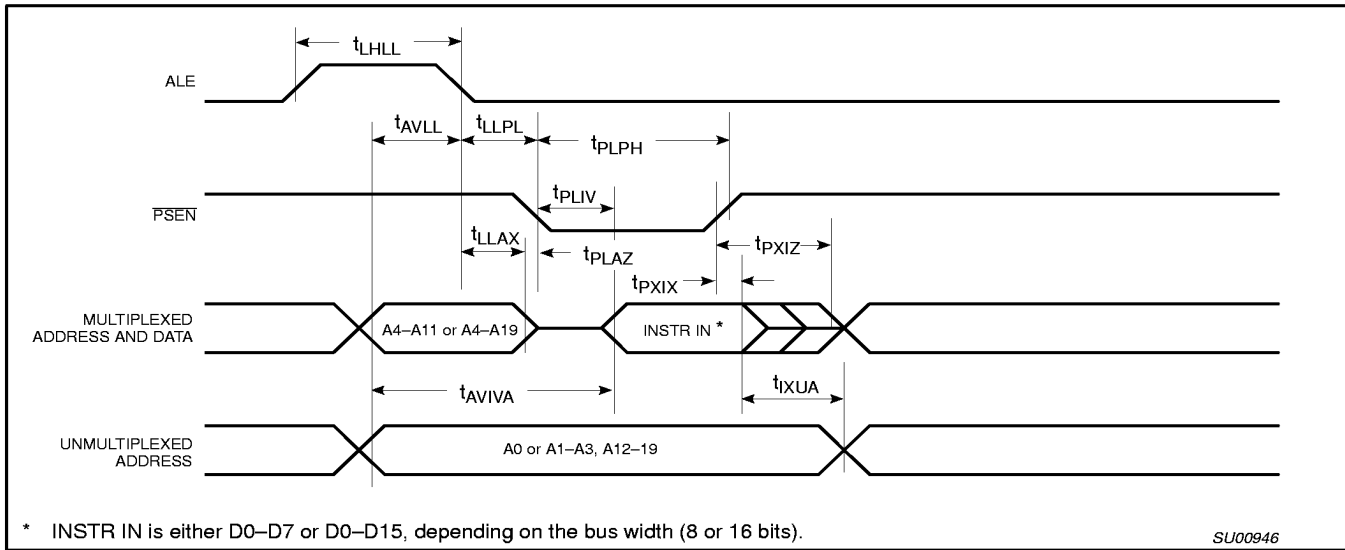 tLHLL
ALE
tAVLL
tLLPL
tPLPH
PSEN
tPLIV
tLLAX
tPLAZ
tPXIZ
tPXIX
MULTIPLEXED
ADDRESS AND DATA
A4–A11 or A4–A19
INSTR IN *
tAVIVA
tIXUA
UNMULTIPLEXED
ADDRESS
A0 or A1–A3, A12–19
* INSTR IN is either D0–D7 or D0–D15, depending on the bus width (8 or 16 bits).
SU00946